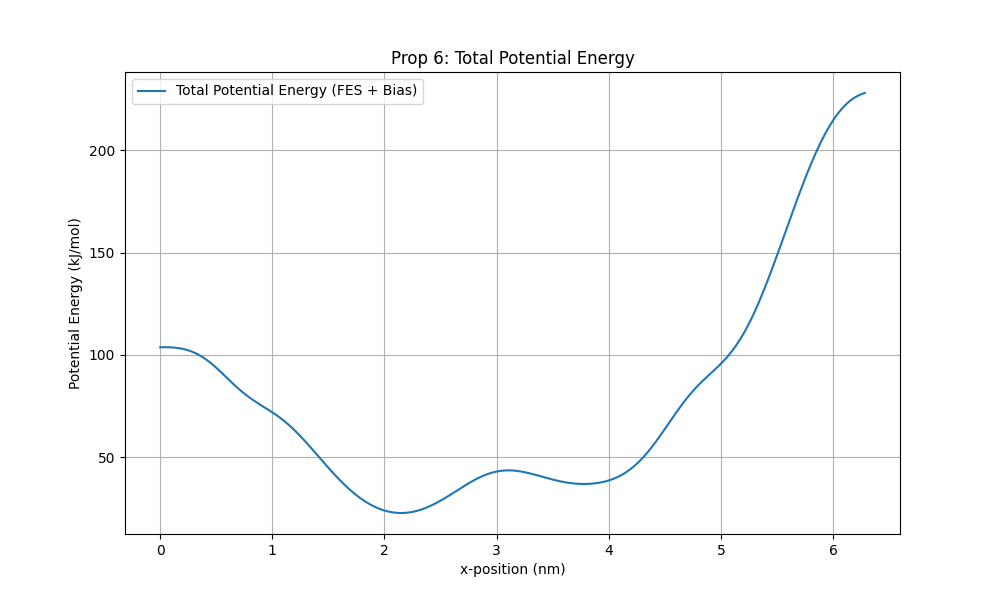 Prop 6: Total Potential Energy
Total Potential Energy (FES + Bias)
Potential Energy (kJ/mol)
200
150
100
50
0 1 2 3 4 5 6
x-position (nm)